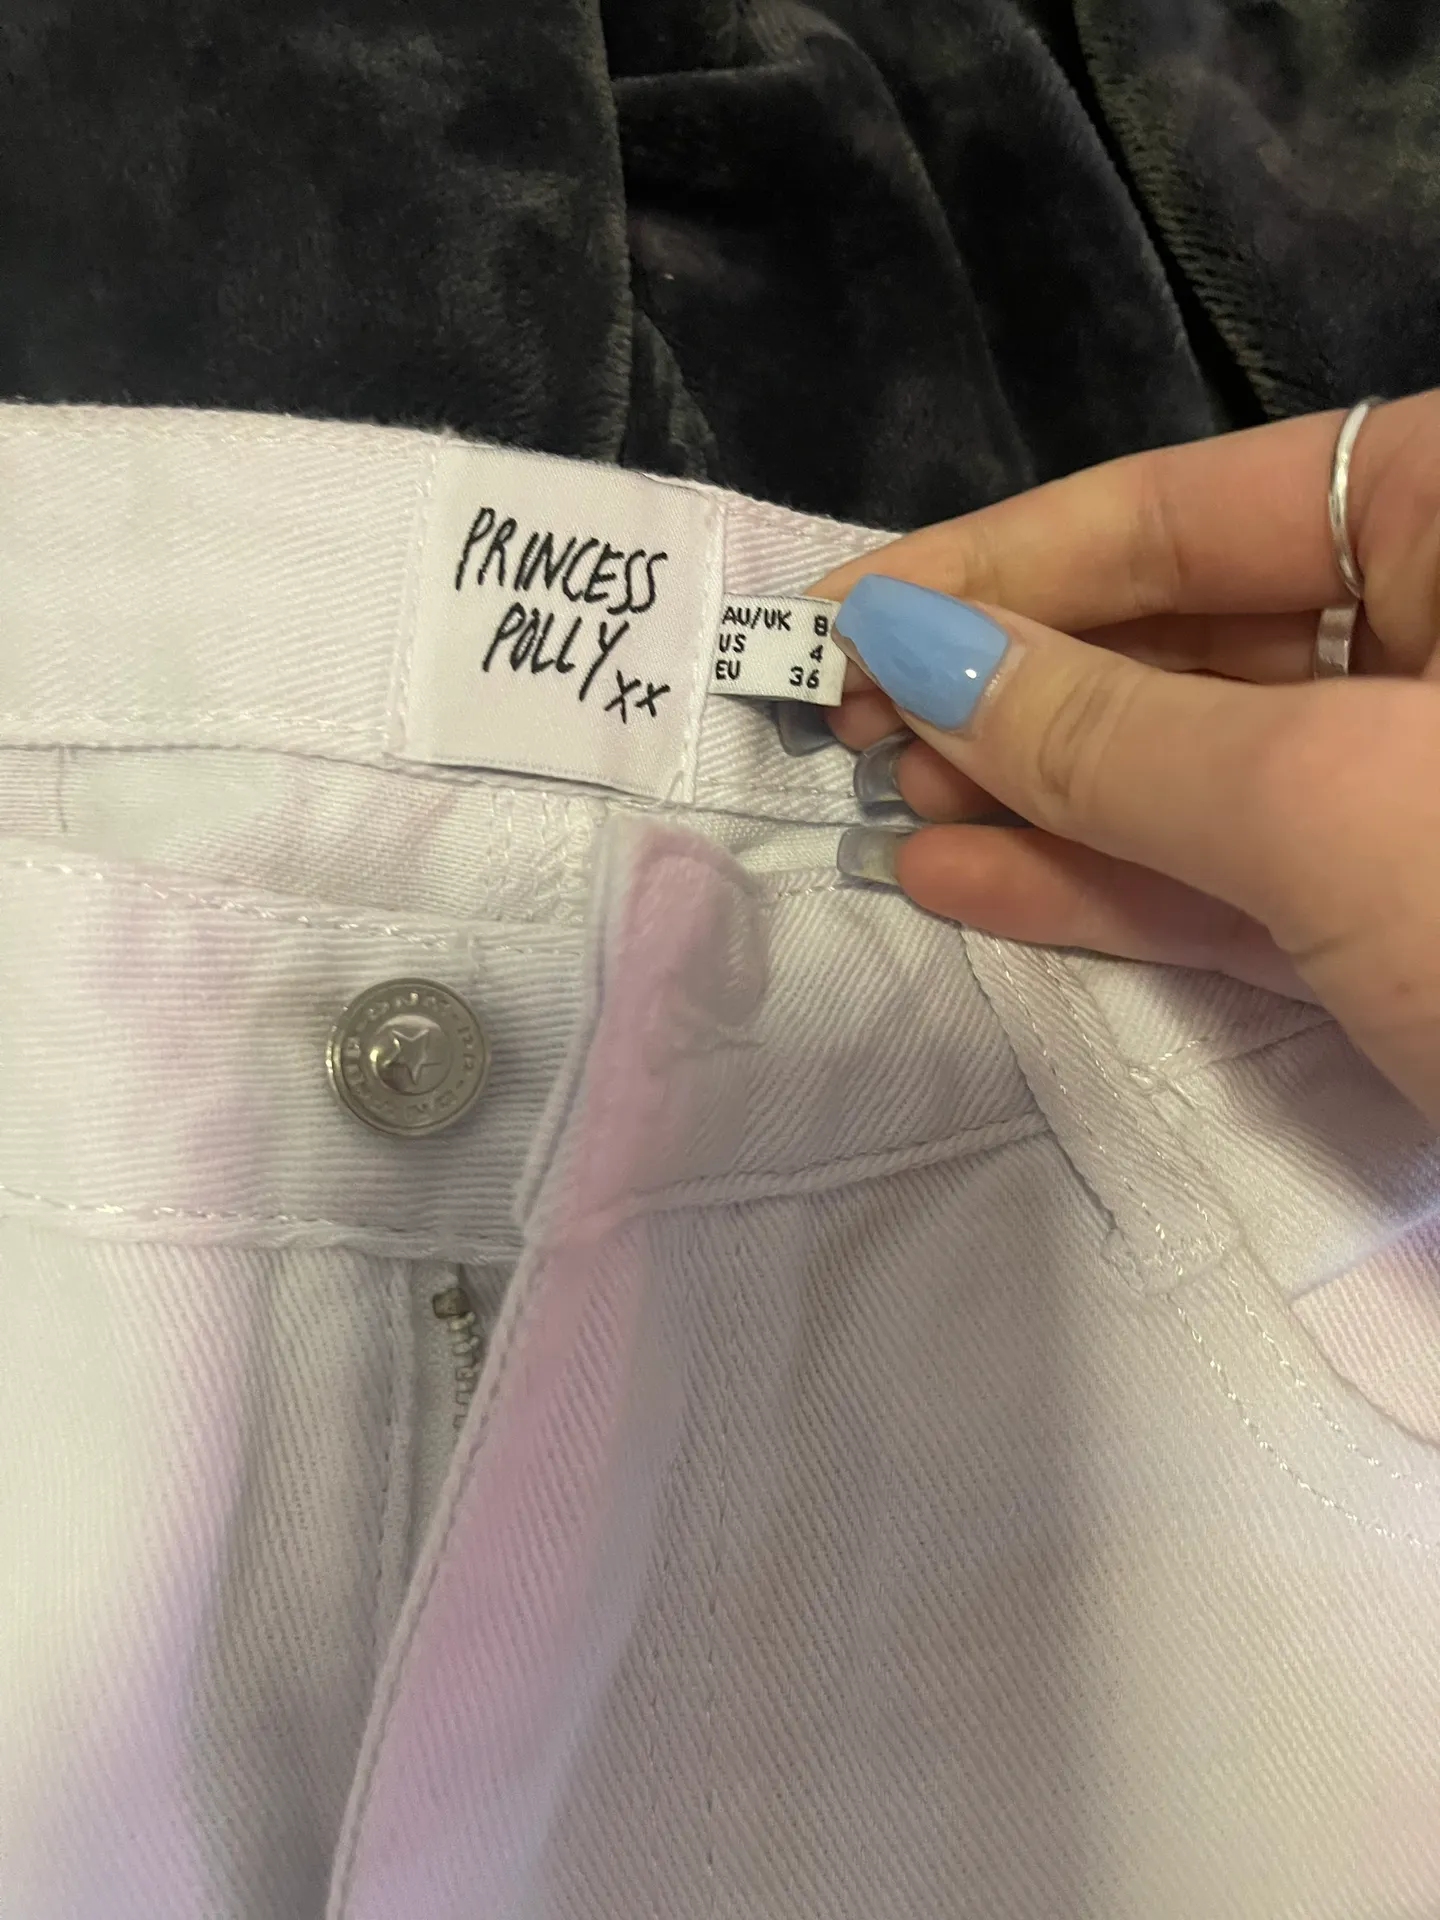 PRINCESS
POLLY
xx
AU/UK 8
US 4
EU 36